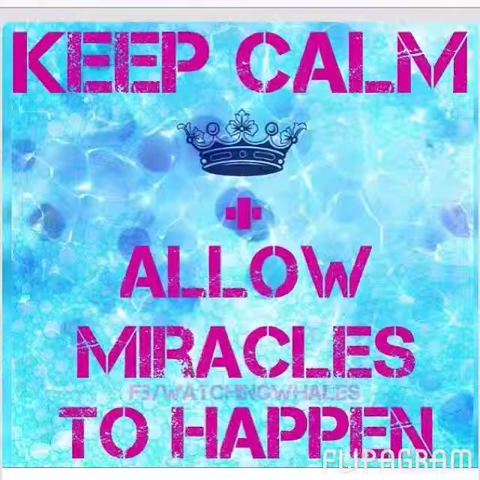 KEEP CALM
+
ALLOW
MIRACLES
FB/WATCHINGWHALES
TO HAPPEN
FLIPAGRAM